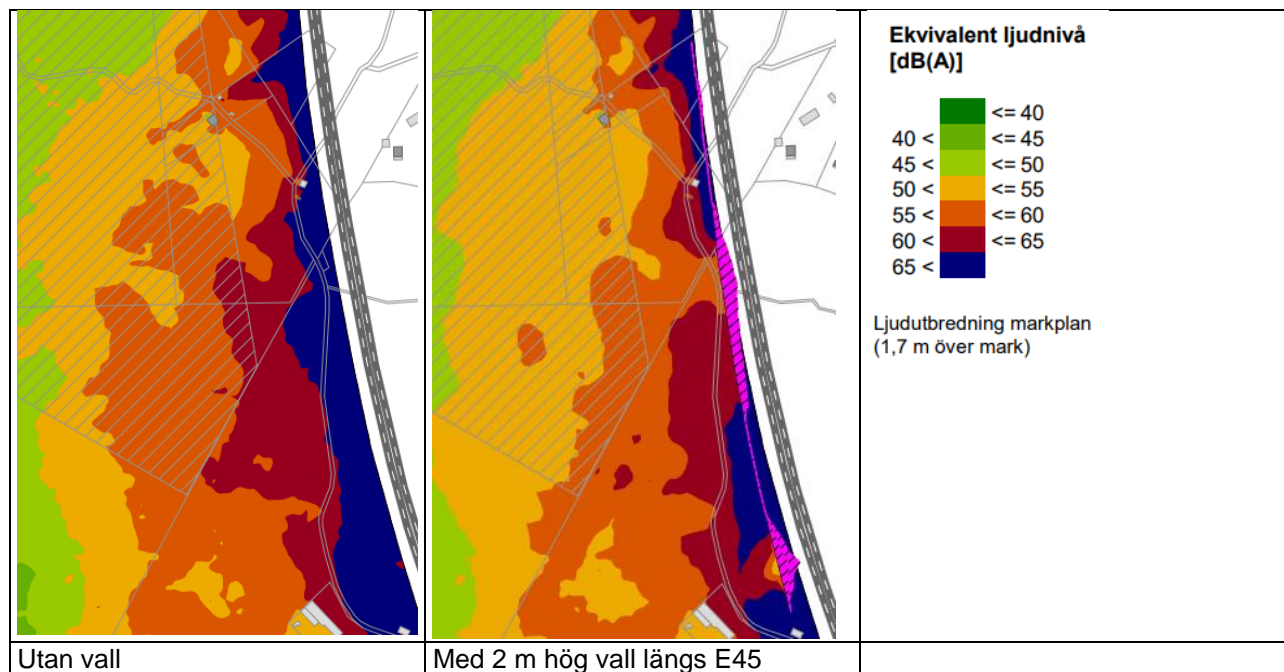 Ekvivalent ljudnivå
[dB(A)]
<= 40
40 < <= 45
45 < <= 50
50 < <= 55
55 < <= 60
60 < <= 65
65 <
Ljudutbredning markplan
(1,7 m över mark)
Utan vall
Med 2 m hög vall längs E45